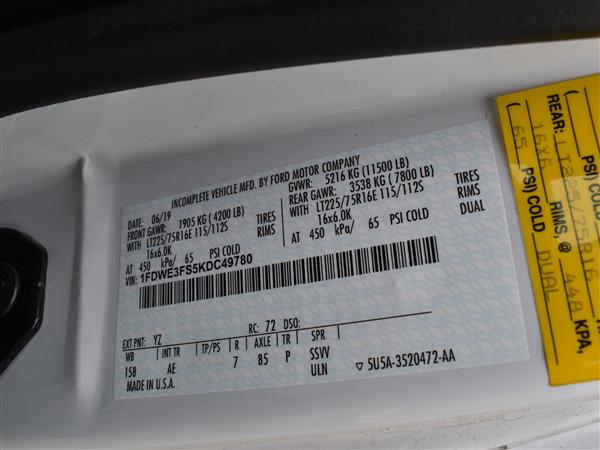 INCOMPLETE VEHICLE MFD. BY FORD MOTOR COMPANY
06/19 GVWR: 5216 KG (11500 LB)
FRONT GAWR: 1905 KG (4200 LB) REAR GAWR: 3538 KG (7800 LB)
WITH LT225/75R16E 115/112S TIRES WITH LT225/75R16E 115/112S TIRES
16x6.0K RIMS 16x6.0K RIMS
AT 450 kPa/ 65 PSI COLD AT 450 kPa/ 65 PSI COLD DUAL
VIN: 1FDWE3FS5KDC49780
EXT PNT: YZ RC: 72 DSO:
WB INT TR TP/PS R AXLE TR SPR
158 AE 7 85 P SSVV
MADE IN U.S.A. ULN ▽ 5U5A-3520472-AA
REAR: LT225/75R16
16X6 RIMS, @ 448 KPA,
( 65 PSI) COLD DUAL
PSI) COLD